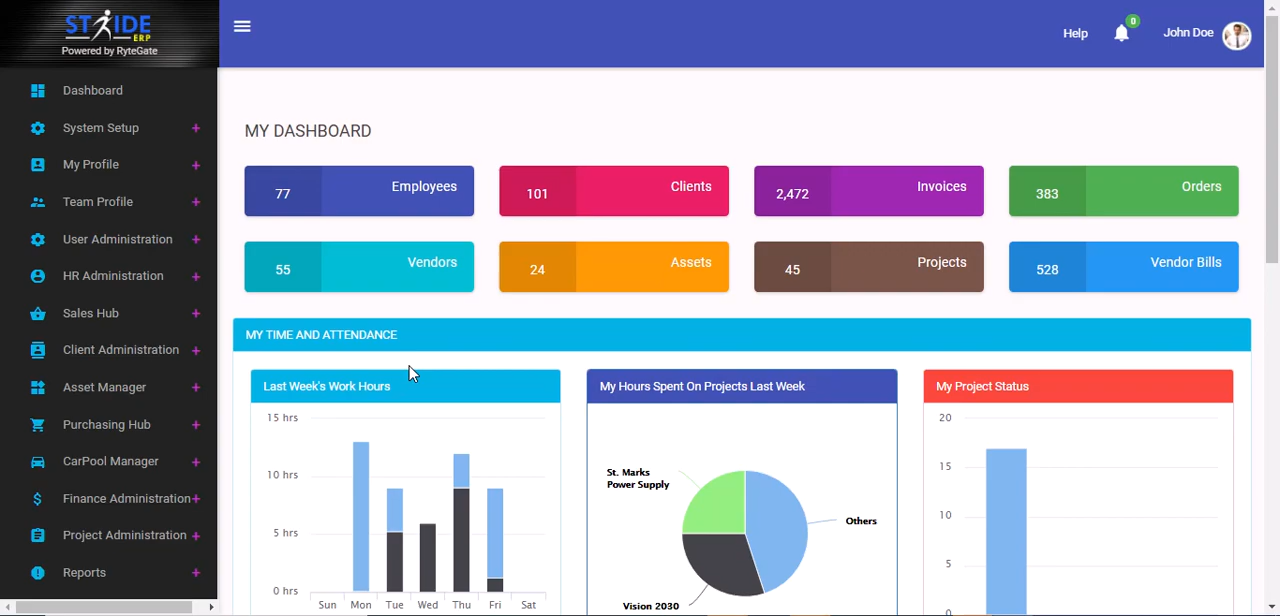 STRIDE
ERP
Powered by RyteGate
Help
0
John Doe
Dashboard
System Setup +
My Profile +
Team Profile +
User Administration +
HR Administration +
Sales Hub +
Client Administration +
Asset Manager +
Purchasing Hub +
CarPool Manager +
Finance Administration+
Project Administration +
Reports +
MY DASHBOARD
77 Employees
101 Clients
2,472 Invoices
383 Orders
55 Vendors
24 Assets
45 Projects
528 Vendor Bills
MY TIME AND ATTENDANCE
Last Week's Work Hours
15 hrs
10 hrs
5 hrs
0 hrs
Sun Mon Tue Wed Thu Fri Sat
My Hours Spent On Projects Last Week
St. Marks
Power Supply
Others
Vision 2030
My Project Status
20
15
10
5
0